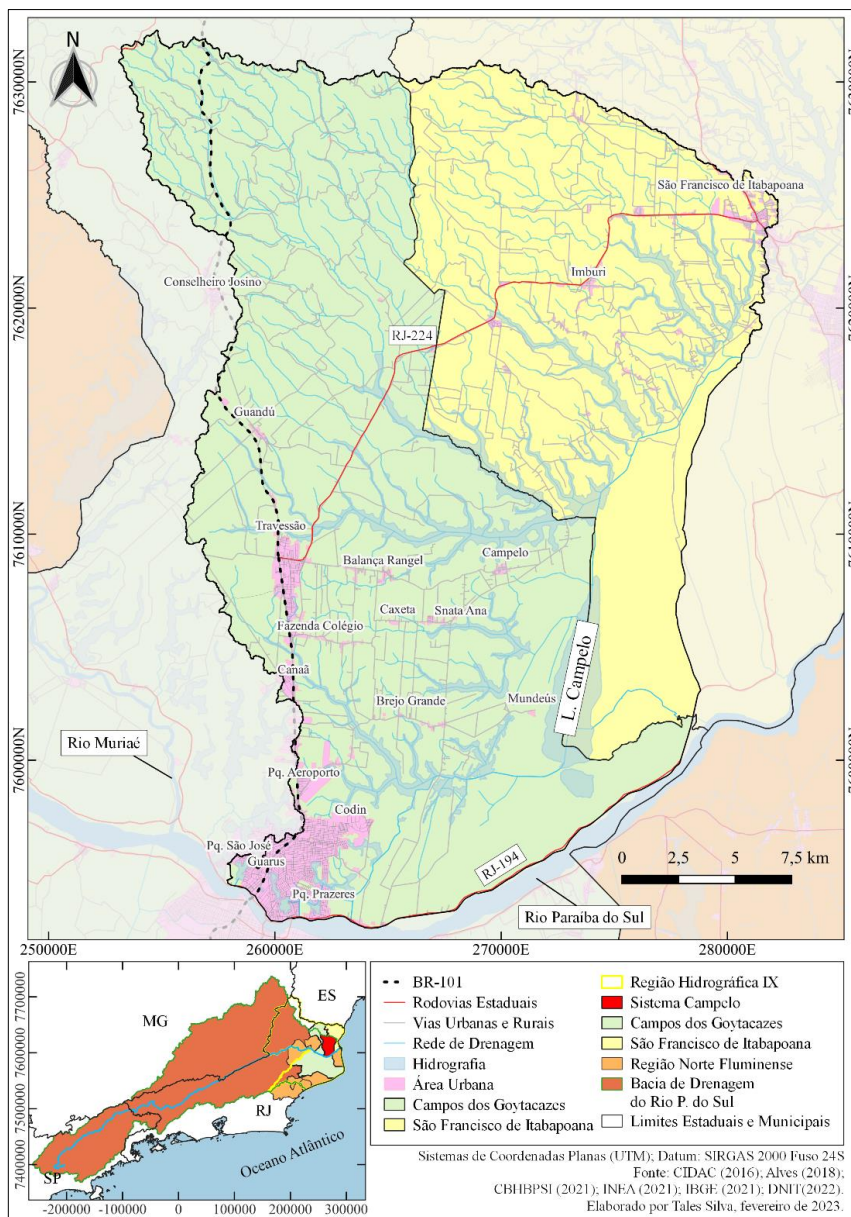 N
7630000N
7630000N
São Francisco de Itabapoana
Conselheiro Josino
Imburi
7620000N
7620000N
RJ-224
Guandú
Travessão
7610000N
7610000N
Balança Rangel
Campelo
Caxeta
Snata Ana
Fazenda Colégio
L. Campelo
Canaã
Brejo Grande
Mundeús
Rio Muriaé
7600000N
7600000N
Pq. Aeroporto
Codin
Pq. São José
Guarus
0 2,5 5 7,5 km
RJ-194
Pq. Prazeres
Rio Paraíba do Sul
250000E 260000E 270000E 280000E
7700000
7600000
7500000
7400000
MG
ES
RJ
SP
Oceano Atlântico
-200000 -100000 0 100000 200000 300000
BR-101
Rodovias Estaduais
Vias Urbanas e Rurais
Rede de Drenagem
Hidrografia
Área Urbana
Campos dos Goytacazes
São Francisco de Itabapoana
Região Hidrográfica IX
Sistema Campelo
Campos dos Goytacazes
São Francisco de Itabapoana
Região Norte Fluminense
Bacia de Drenagem
do Rio P. do Sul
Limites Estaduais e Municipais
Sistemas de Coordenadas Planas (UTM); Datum: SIRGAS 2000 Fuso 24S
Fonte: CIDAC (2016); Alves (2018);
CBHBPSI (2021); INEA (2021); IBGE (2021); DNIT(2022).
Elaborado por Tales Silva, fevereiro de 2023.